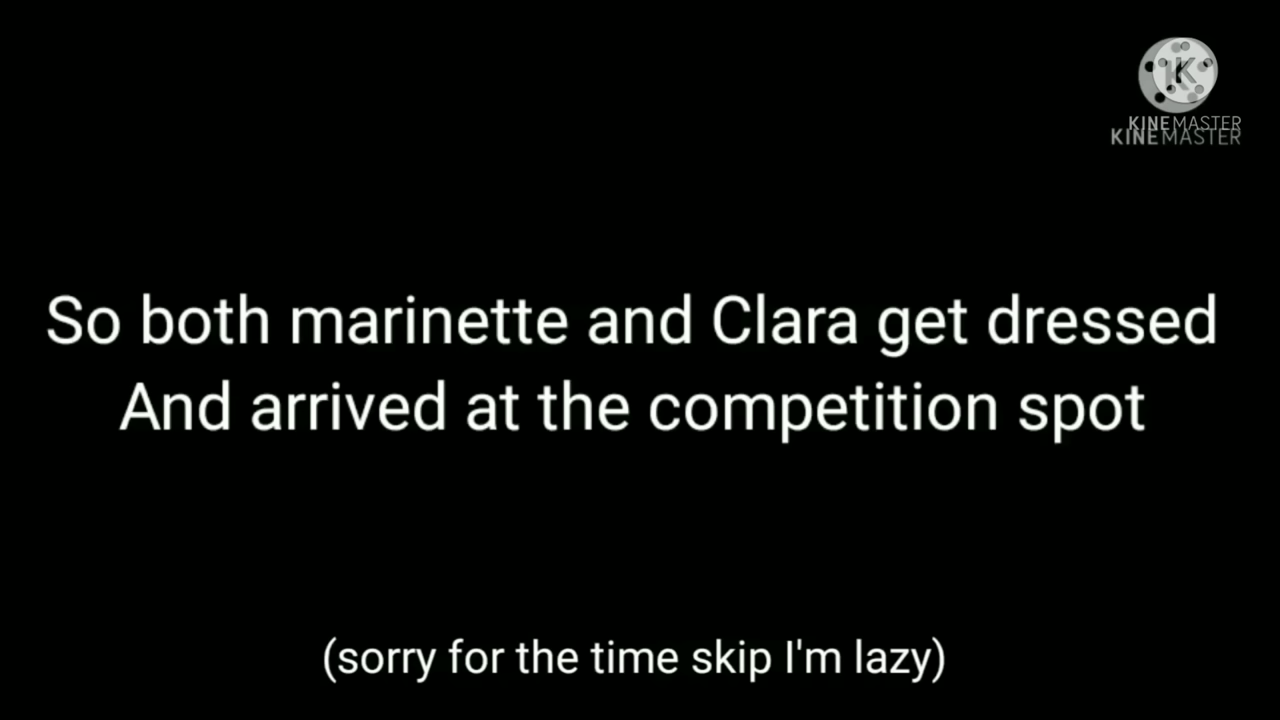 K
KINEMASTER
KINEMASTER
So both marinette and Clara get dressed
And arrived at the competition spot
(sorry for the time skip I'm lazy)